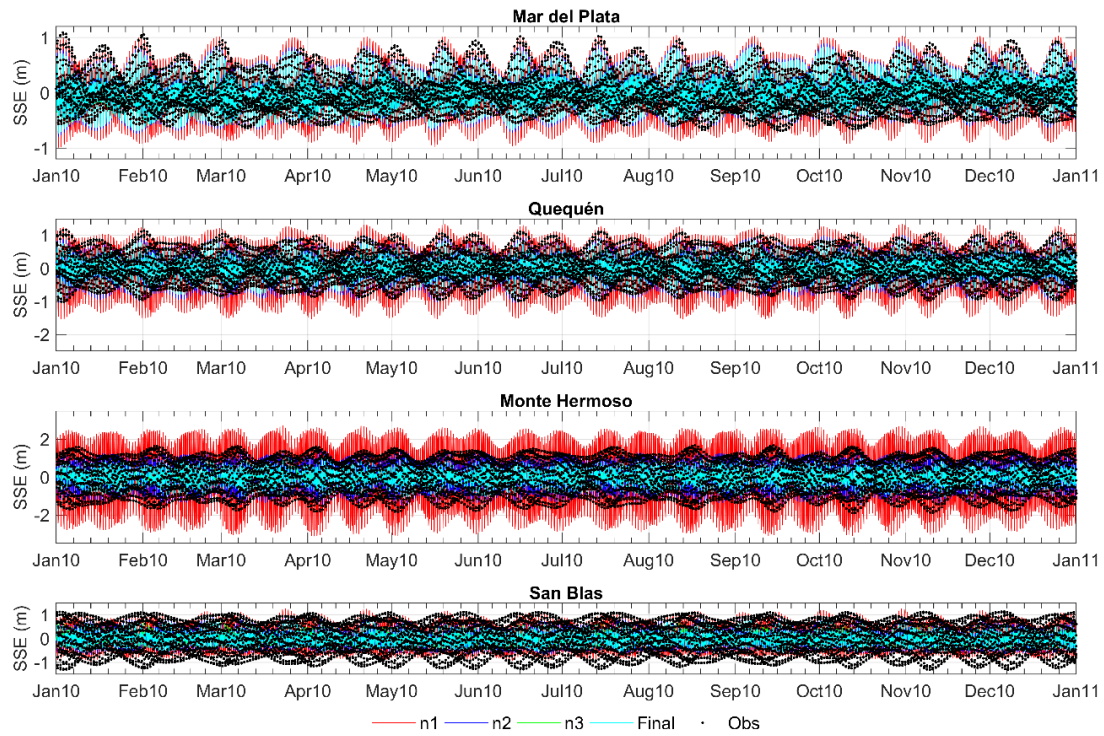 Mar del Plata
SSE (m)
1
0
-1
Jan10 Feb10 Mar10 Apr10 May10 Jun10 Jul10 Aug10 Sep10 Oct10 Nov10 Dec10 Jan11
Quequén
SSE (m)
1
0
-1
-2
Jan10 Feb10 Mar10 Apr10 May10 Jun10 Jul10 Aug10 Sep10 Oct10 Nov10 Dec10 Jan11
Monte Hermoso
SSE (m)
2
0
-2
Jan10 Feb10 Mar10 Apr10 May10 Jun10 Jul10 Aug10 Sep10 Oct10 Nov10 Dec10 Jan11
San Blas
SSE (m)
1
0
-1
Jan10 Feb10 Mar10 Apr10 May10 Jun10 Jul10 Aug10 Sep10 Oct10 Nov10 Dec10 Jan11
n1 n2 n3 Final Obs